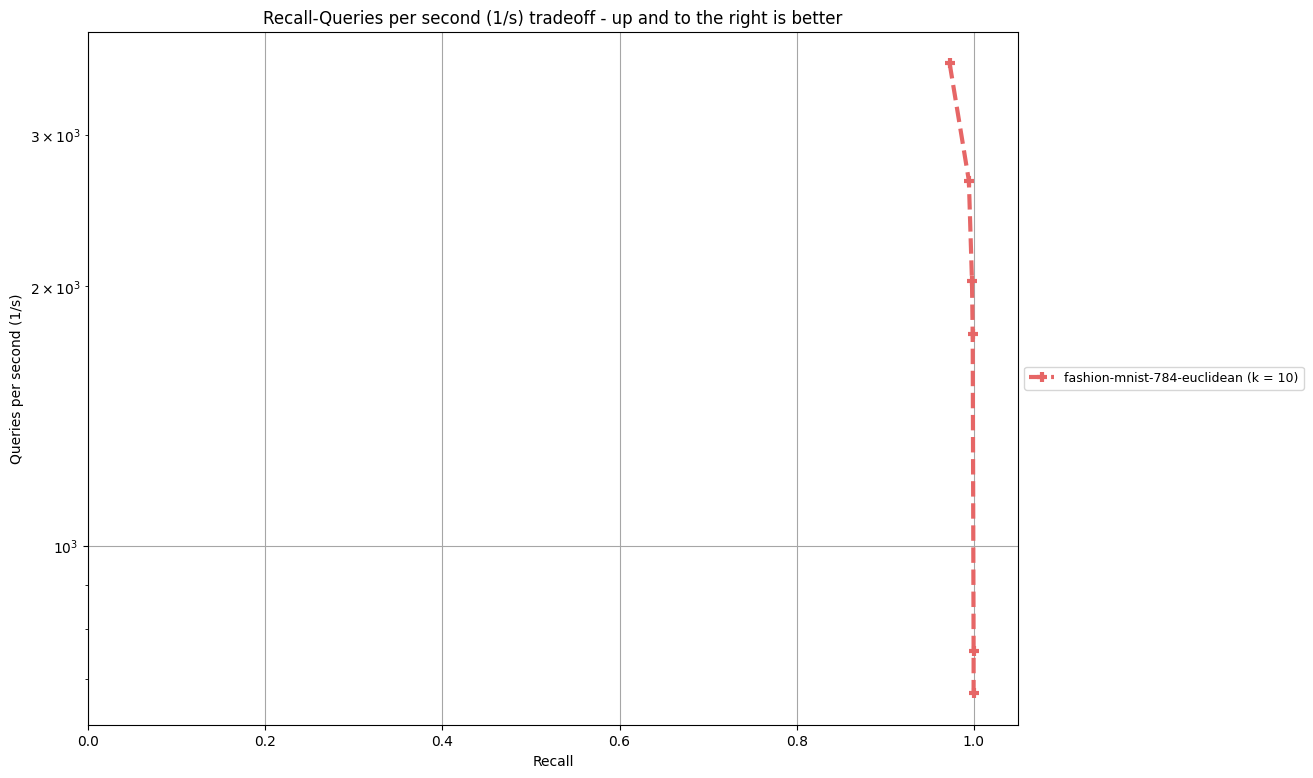 Recall-Queries per second (1/s) tradeoff - up and to the right is better
Queries per second (1/s)
3 × 10³
2 × 10³
10³
0.0 0.2 0.4 0.6 0.8 1.0
Recall
fashion-mnist-784-euclidean (k = 10)